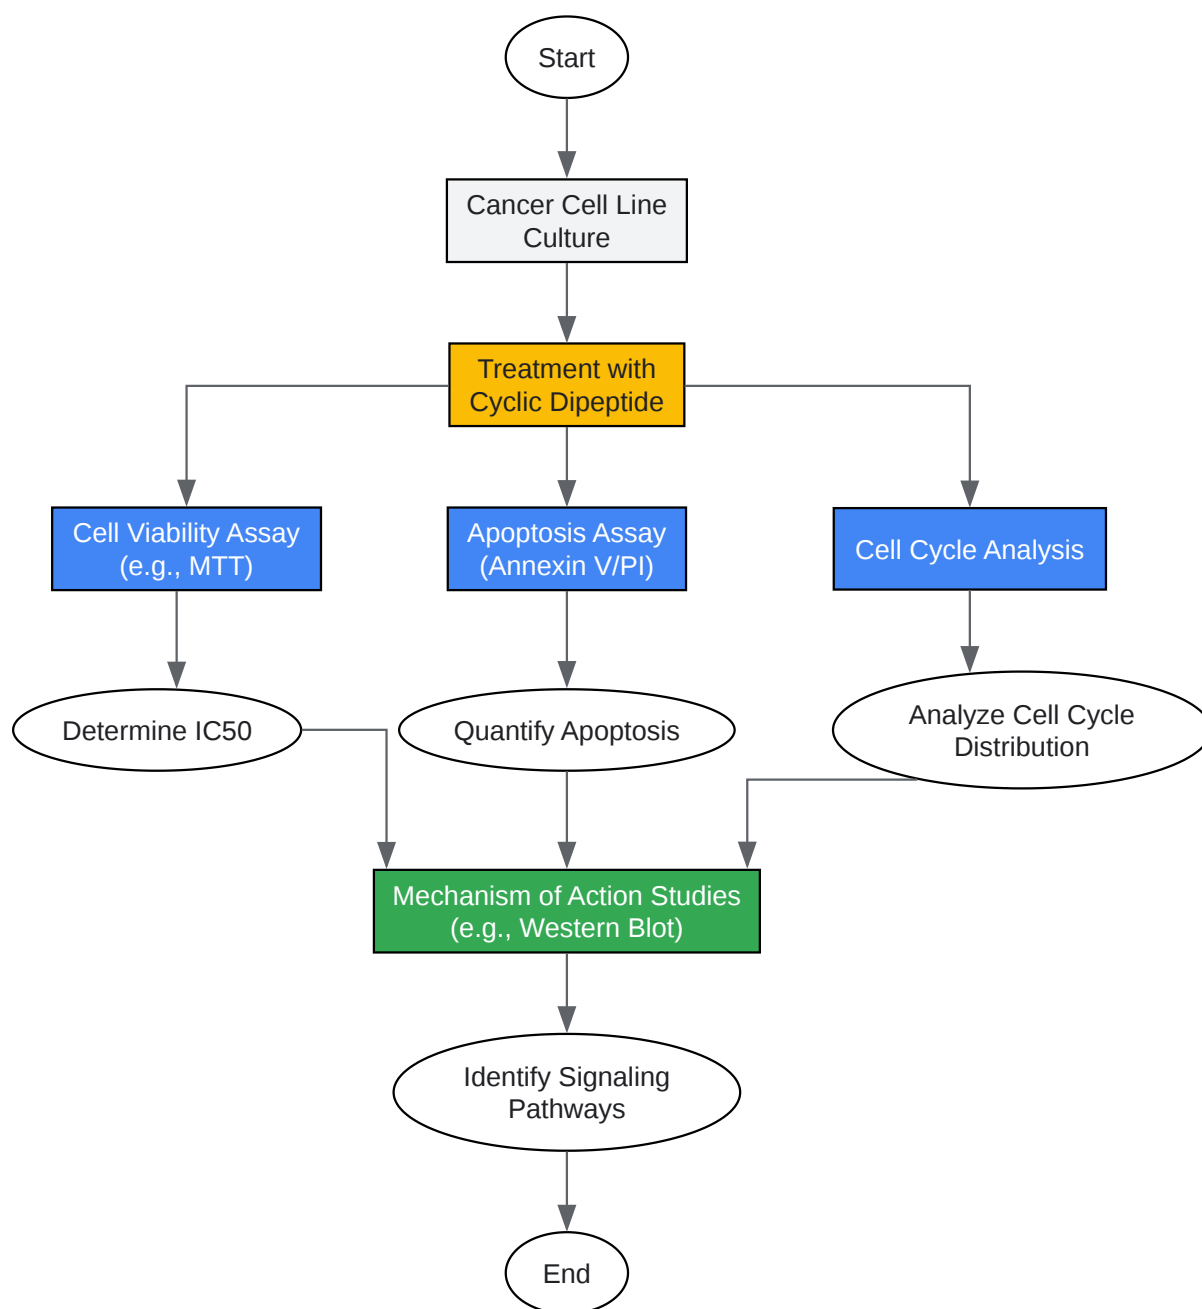 Start
Cancer Cell Line
Culture
Treatment with
Cyclic Dipeptide
Cell Viability Assay
(e.g., MTT)
Apoptosis Assay
(Annexin V/PI)
Cell Cycle Analysis
Determine IC50
Quantify Apoptosis
Analyze Cell Cycle
Distribution
Mechanism of Action Studies
(e.g., Western Blot)
Identify Signaling
Pathways
End